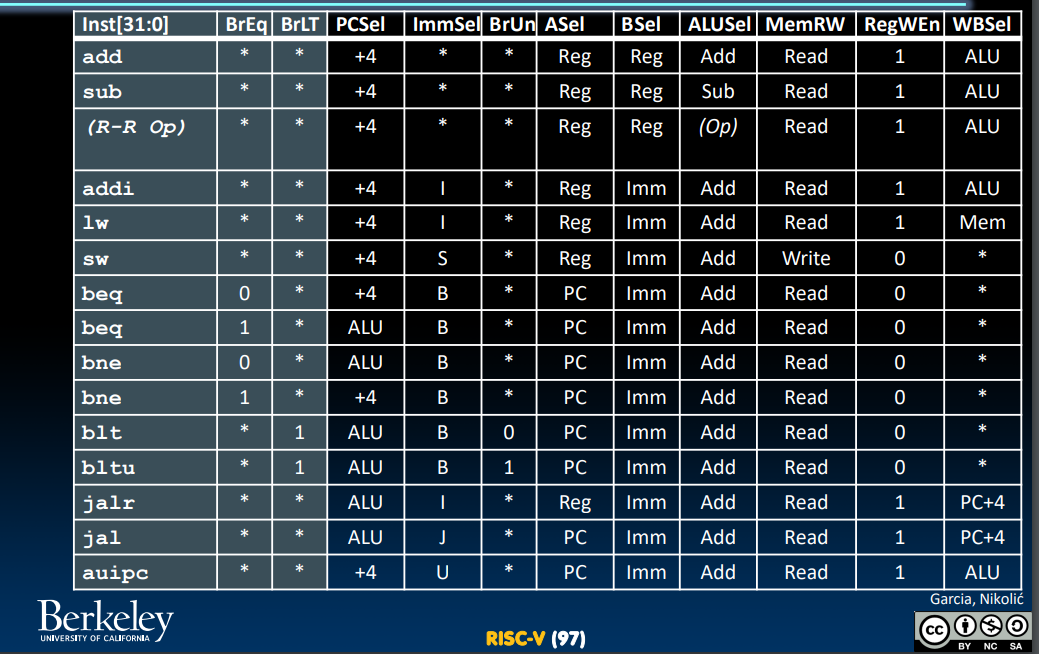 Inst[31:0] BrEq BrLT PCSel ImmSel BrUn ASel BSel ALUSel MemRW RegWEn WBSel
add * * +4 * * Reg Reg Add Read 1 ALU
sub * * +4 * * Reg Reg Sub Read 1 ALU
(R-R Op) * * +4 * * Reg Reg (Op) Read 1 ALU
addi * * +4 I * Reg Imm Add Read 1 ALU
lw * * +4 I * Reg Imm Add Read 1 Mem
sw * * +4 S * Reg Imm Add Write 0 *
beq 0 * +4 B * PC Imm Add Read 0 *
beq 1 * ALU B * PC Imm Add Read 0 *
bne 0 * ALU B * PC Imm Add Read 0 *
bne 1 * +4 B * PC Imm Add Read 0 *
blt * 1 ALU B 0 PC Imm Add Read 0 *
bltu * 1 ALU B 1 PC Imm Add Read 0 *
jalr * * ALU I * Reg Imm Add Read 1 PC+4
jal * * ALU J * PC Imm Add Read 1 PC+4
auipc * * +4 U * PC Imm Add Read 1 ALU
Garcia, Nikolić
Berkeley
UNIVERSITY OF CALIFORNIA
RISC-V (97)
cc
BY NC SA